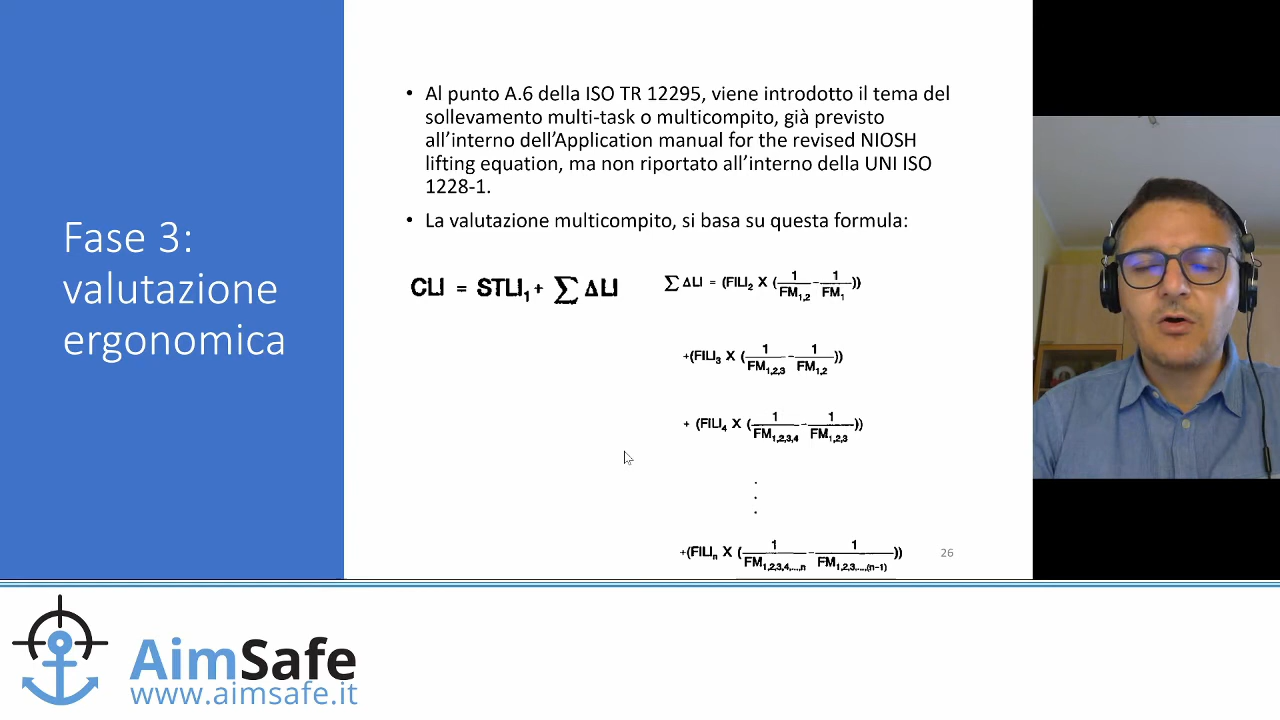 Fase 3:
valutazione
ergonomica
• Al punto A.6 della ISO TR 12295, viene introdotto il tema del
sollevamento multi-task o multicompito, già previsto
all’interno dell’Application manual for the revised NIOSH
lifting equation, ma non riportato all’interno della UNI ISO
1228-1.
• La valutazione multicompito, si basa su questa formula:
CLI = STLI₁+ ∑ ΔLI
∑ ΔLI = (FILI₂ X (1/FM₁,₂ - 1/FM₁))
+(FILI₃ X (1/FM₁,₂,₃ - 1/FM₁,₂))
+ (FILI₄ X (1/FM₁,₂,₃,₄ - 1/FM₁,₂,₃))
.
.
.
+(FILIₙ X (1/FM₁,₂,₃,₄,...,ₙ - 1/FM₁,₂,₃,...,₍ₙ₋₁₎))
26
AimSafe
www.aimsafe.it